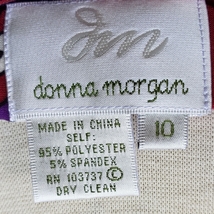 dm
donna morgan
MADE IN CHINA
SELF:
95% POLYESTER
5% SPANDEX
RN 103737 Ⓒ
DRY CLEAN
10